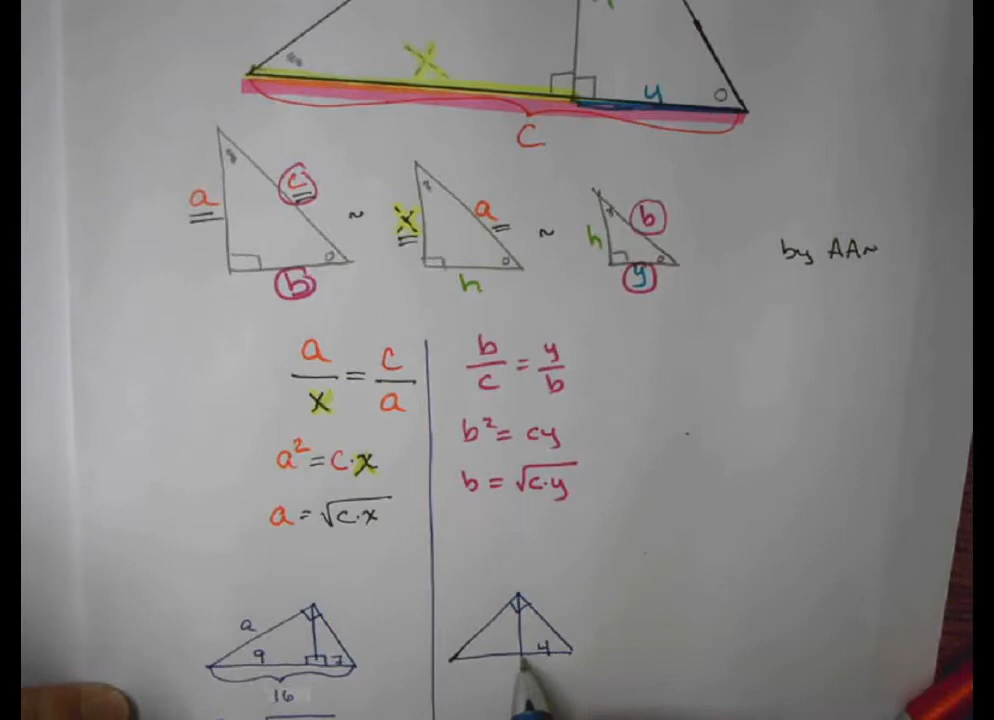 x
y
c
a c b ~ x a h ~ h b y by AA~
a/x = c/a
a² = c·x
a = √c·x
b/c = y/b
b² = cy
b = √c·y
a
9 7
16
4